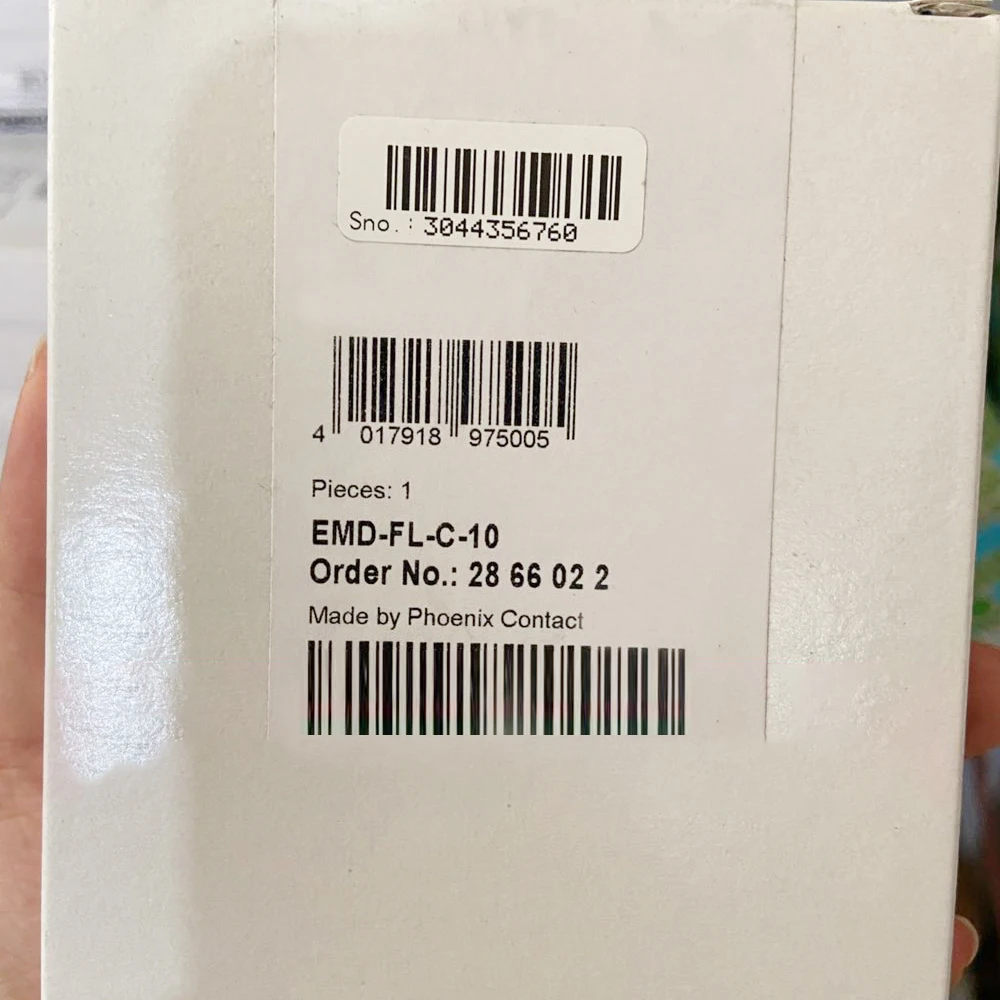 Sno.: 3044356760
4 017918 975005
Pieces: 1
EMD-FL-C-10
Order No.: 28 66 02 2
Made by Phoenix Contact